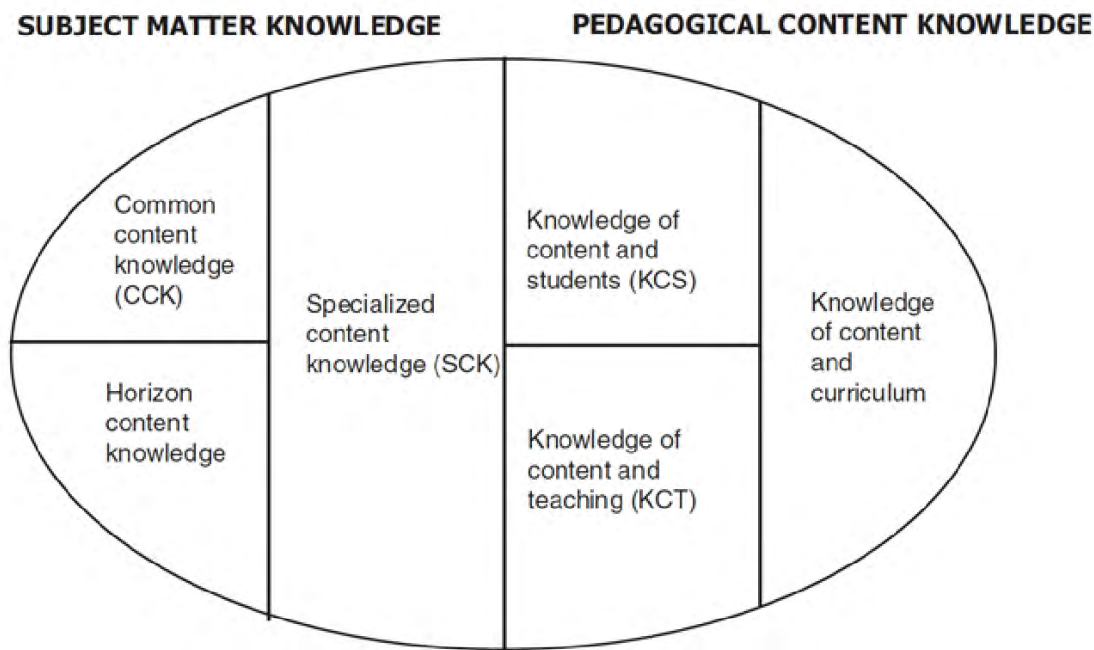 SUBJECT MATTER KNOWLEDGE
PEDAGOGICAL CONTENT KNOWLEDGE
Common
content
knowledge
(CCK)
Horizon
content
knowledge
Specialized
content
knowledge (SCK)
Knowledge of
content and
students (KCS)
Knowledge of
content and
teaching (KCT)
Knowledge
of content
and
curriculum